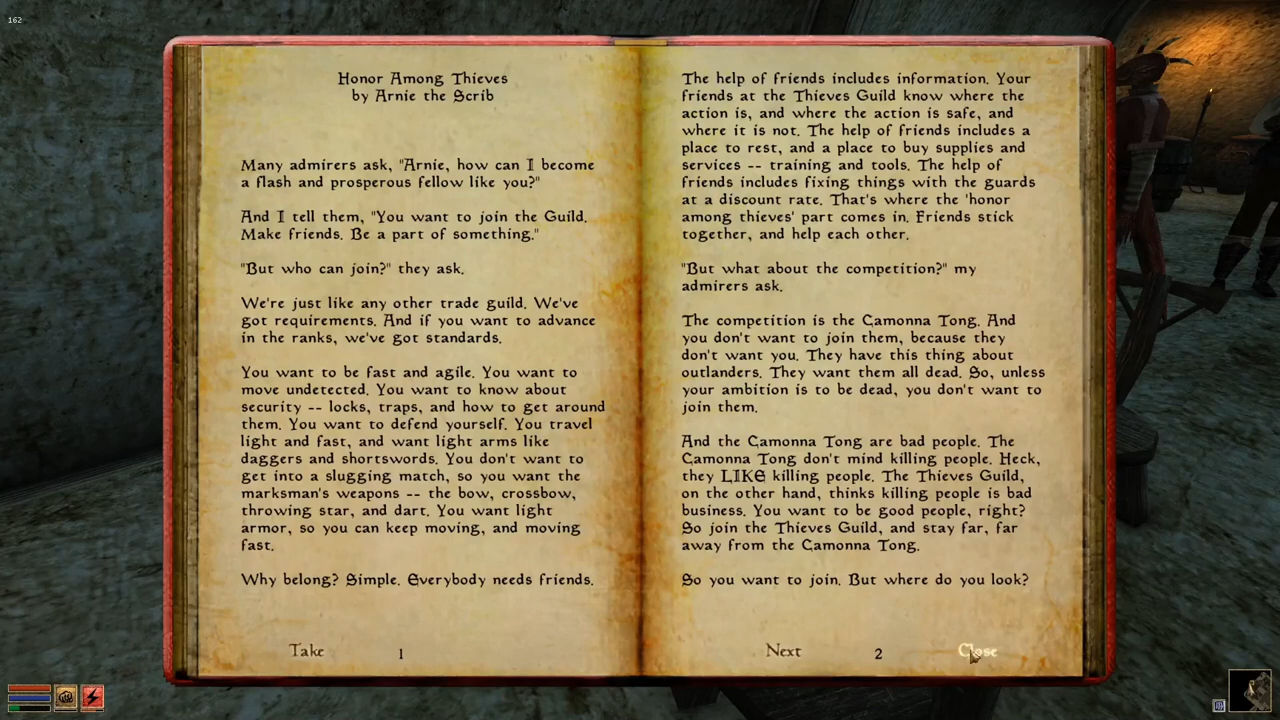 162
Honor Among Thieves
by Arnie the Scrib
Many admirers ask, "Arnie, how can I become
a flash and prosperous fellow like you?"
And I tell them, "You want to join the Guild.
Make friends. Be a part of something."
"But who can join?" they ask.
We're just like any other trade guild. We've
got requirements. And if you want to advance
in the ranks, we've got standards.
You want to be fast and agile. You want to
move undetected. You want to know about
security -- locks, traps, and how to get around
them. You want to defend yourself. You travel
light and fast, and want light arms like
daggers and shortswords. You don't want to
get into a slugging match, so you want the
marksman's weapons -- the bow, crossbow,
throwing star, and dart. You want light
armor, so you can keep moving, and moving
fast.
Why belong? Simple. Everybody needs friends.
Take
1
The help of friends includes information. Your
friends at the Thieves Guild know where the
action is, and where the action is safe, and
where it is not. The help of friends includes a
place to rest, and a place to buy supplies and
services -- training and tools. The help of
friends includes fixing things with the guards
at a discount rate. That's where the 'honor
among thieves' part comes in. Friends stick
together, and help each other.
"But what about the competition?" my
admirers ask.
The competition is the Camonna Tong. And
you don't want to join them, because they
don't want you. They have this thing about
outlanders. They want them all dead. So, unless
your ambition is to be dead, you don't want to
join them.
And the Camonna Tong are bad people. The
Camonna Tong don't mind killing people. Heck,
they LIKE killing people. The Thieves Guild,
on the other hand, thinks killing people is bad
business. You want to be good people, right?
So join the Thieves Guild, and stay far, far
away from the Camonna Tong.
So you want to join. But where do you look?
Next
2
Close